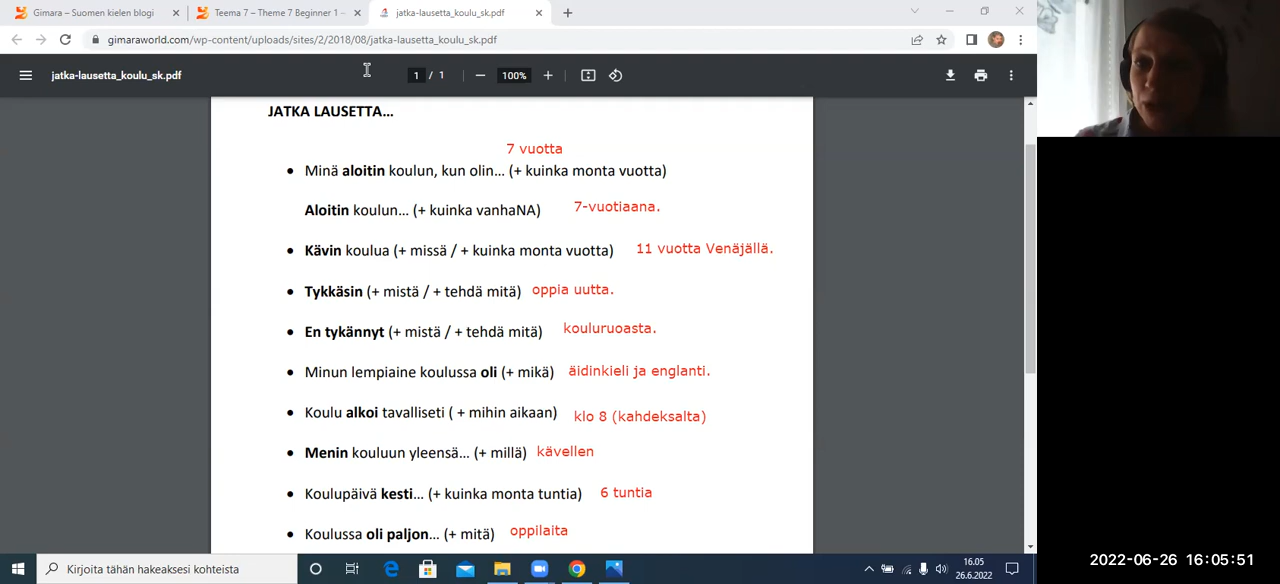 Gimara – Suomen kielen blogi
Teema 7 – Theme 7 Beginner 1 –
jatka-lausetta_koulu_sk.pdf
gimaraworld.com/wp-content/uploads/sites/2/2018/08/jatka-lausetta_koulu_sk.pdf
jatka-lausetta_koulu_sk.pdf
1 / 1
100%
JATKA LAUSETTA…
7 vuotta
Minä aloitin koulun, kun olin… (+ kuinka monta vuotta)
Aloitin koulun… (+ kuinka vanhaNA) 7-vuotiaana.
Kävin koulua (+ missä / + kuinka monta vuotta) 11 vuotta Venäjällä.
Tykkäsin (+ mistä / + tehdä mitä) oppia uutta.
En tykännyt (+ mistä / + tehdä mitä) kouluruoasta.
Minun lempiaine koulussa oli (+ mikä) äidinkieli ja englanti.
Koulu alkoi tavalliseti ( + mihin aikaan) klo 8 (kahdeksalta)
Menin kouluun yleensä… (+ millä) kävellen
Koulupäivä kesti… (+ kuinka monta tuntia) 6 tuntia
Koulussa oli paljon… (+ mitä) oppilaita
Kirjoita tähän hakeaksesi kohteista
16.05
26.6.2022
2022-06-26 16:05:51